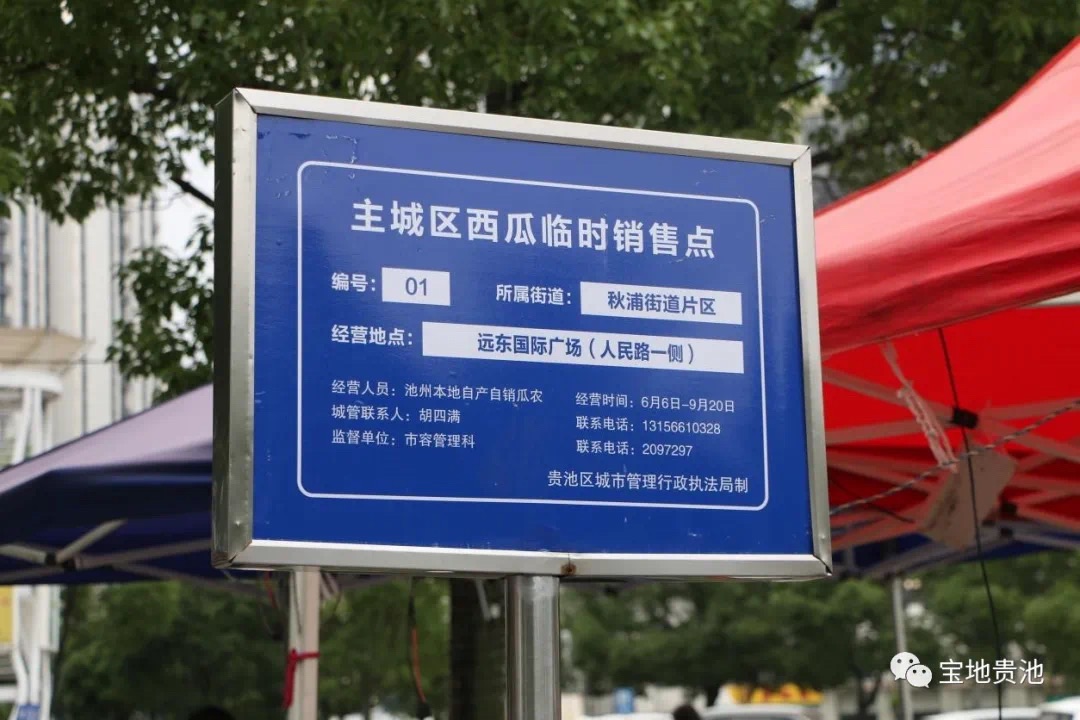 主城区西瓜临时销售点
编号： 01 所属街道： 秋浦街道片区
经营地点： 远东国际广场（人民路一侧）
经营人员：池州本地自产自销瓜农 经营时间：6月6日-9月20日
城管联系人：胡四满 联系电话：13156610328
监督单位：市容管理科 联系电话：2097297
贵池区城市管理行政执法局制
宝地贵池